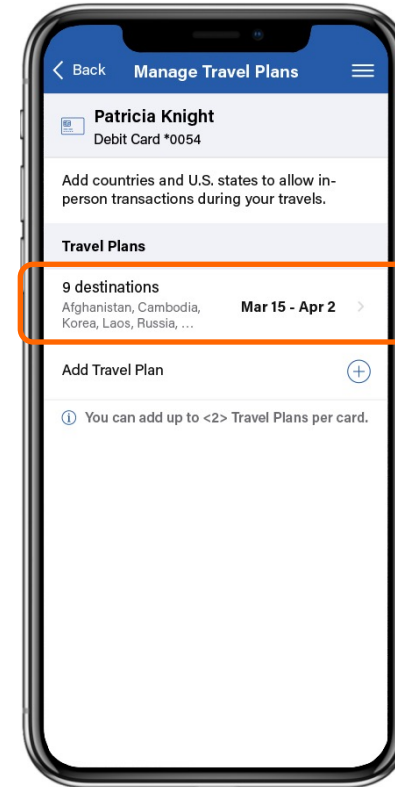 Back Manage Travel Plans
Patricia Knight
Debit Card *0054
Add countries and U.S. states to allow in-
person transactions during your travels.
Travel Plans
9 destinations
Afghanistan, Cambodia,
Korea, Laos, Russia, ...
Mar 15 - Apr 2
Add Travel Plan
You can add up to <2> Travel Plans per card.